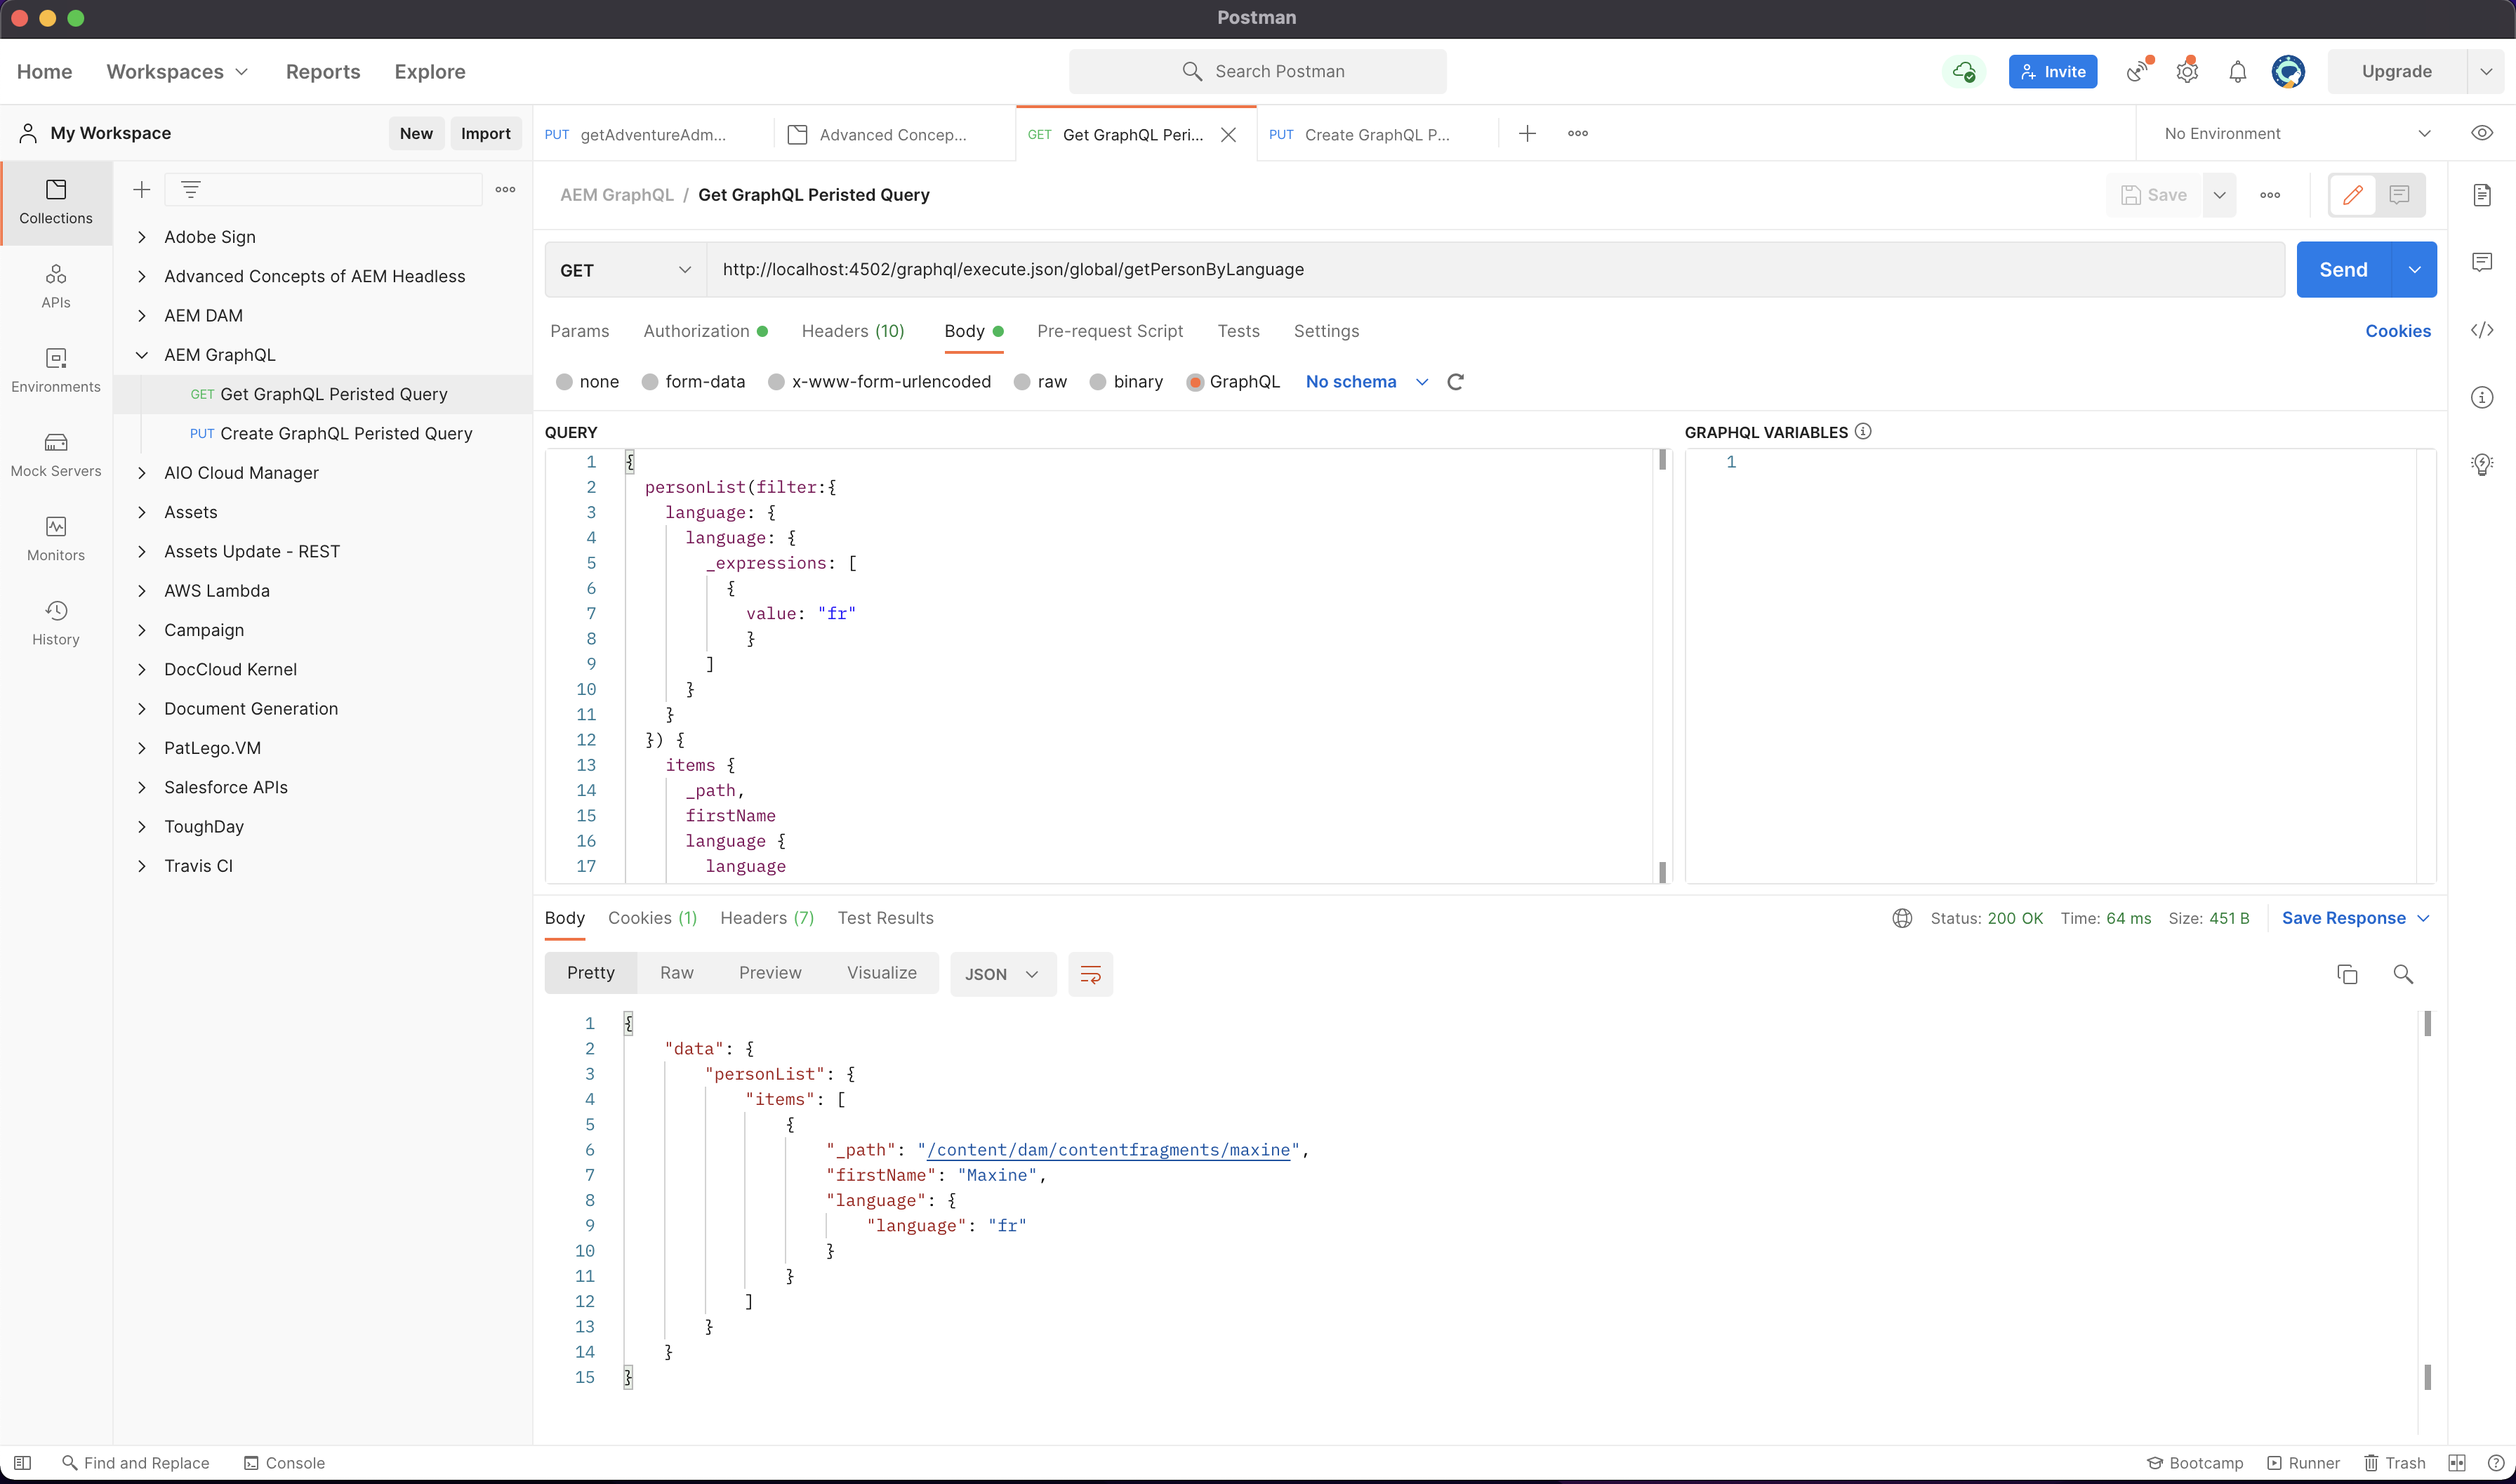 Postman
Home Workspaces Reports Explore Search Postman Invite Upgrade
My Workspace New Import PUT getAdventureAdm... Advanced Concep... GET Get GraphQL Peri... PUT Create GraphQL P... No Environment
Collections
APIs
Environments
Mock Servers
Monitors
History
Adobe Sign
Advanced Concepts of AEM Headless
AEM DAM
AEM GraphQL
GET Get GraphQL Peristed Query
PUT Create GraphQL Peristed Query
AIO Cloud Manager
Assets
Assets Update - REST
AWS Lambda
Campaign
DocCloud Kernel
Document Generation
PatLego.VM
Salesforce APIs
ToughDay
Travis CI
AEM GraphQL / Get GraphQL Peristed Query Save
GET http://localhost:4502/graphql/execute.json/global/getPersonByLanguage Send
Params Authorization Headers (10) Body Pre-request Script Tests Settings Cookies
none form-data x-www-form-urlencoded raw binary GraphQL No schema
QUERY
1 {
2 personList(filter:{
3 language: {
4 language: {
5 _expressions: [
6 {
7 value: "fr"
8 }
9 ]
10 }
11 }
12 }) {
13 items {
14 _path,
15 firstName
16 language {
17 language
GRAPHQL VARIABLES
1
Body Cookies (1) Headers (7) Test Results Status: 200 OK Time: 64 ms Size: 451 B Save Response
Pretty Raw Preview Visualize JSON
1 {
2 "data": {
3 "personList": {
4 "items": [
5 {
6 "_path": "/content/dam/contentfragments/maxine",
7 "firstName": "Maxine",
8 "language": {
9 "language": "fr"
10 }
11 }
12 ]
13 }
14 }
15 }
Find and Replace Console Bootcamp Runner Trash